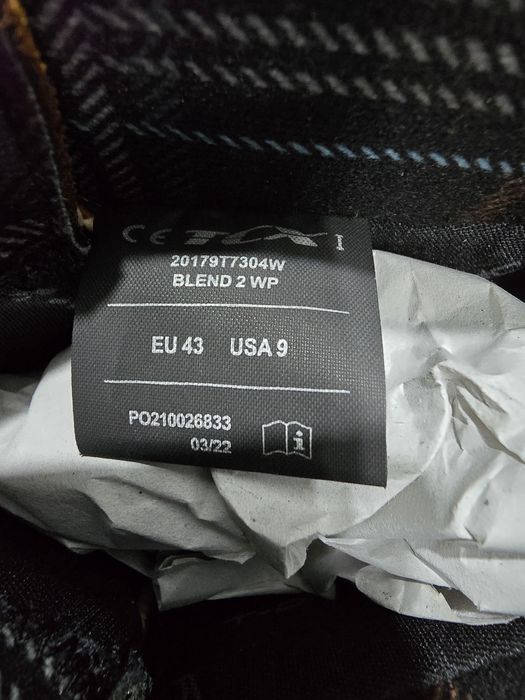 CE TCX I
20179T7304W
BLEND 2 WP
EU 43 USA 9
PO210026833
03/22
i